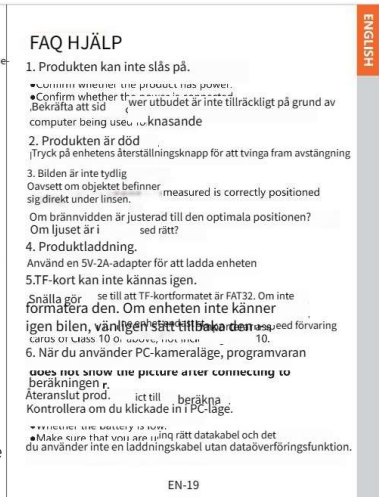 ENGLISH
FAQ HJÄLP
1. Produkten kan inte slås på.
●Confirm whether the product has power.
●Confirm whether the
Bekräfta att sid wer utbudet är inte tillräckligt på grund av
computer being used knasande
2. Produkten är död
Tryck på enhetens återställningsknapp för att tvinga fram avstängning
3. Bilden är inte tydlig
Oavsett om objektet befinner
sig direkt under linsen. measured is correctly positioned
Om brännvidden är justerad till den optimala positionen?
Om ljuset är i sed rätt?
4. Produktladdning.
Använd en 5V-2A-adapter för att ladda enheten
5.TF-kort kan inte kännas igen.
Snälla gör se till att TF-kortformatet är FAT32. Om inte
formatera den. Om enheten inte känner
igen bilen, vänligen sätt tillbaka den speed förvaring
cards of Class 10 or above, not 10.
6. När du använder PC-kameraläge, programvaran
does not show the picture after connecting to
beräkningen r.
Återanslut prod. ict till beräkna
Kontrollera om du klickade in i PC-läge.
●Whether the battery is low.
●Make sure that you are u ing rätt datakabel och det
du använder inte en laddningskabel utan dataöverföringsfunktion.
EN-19